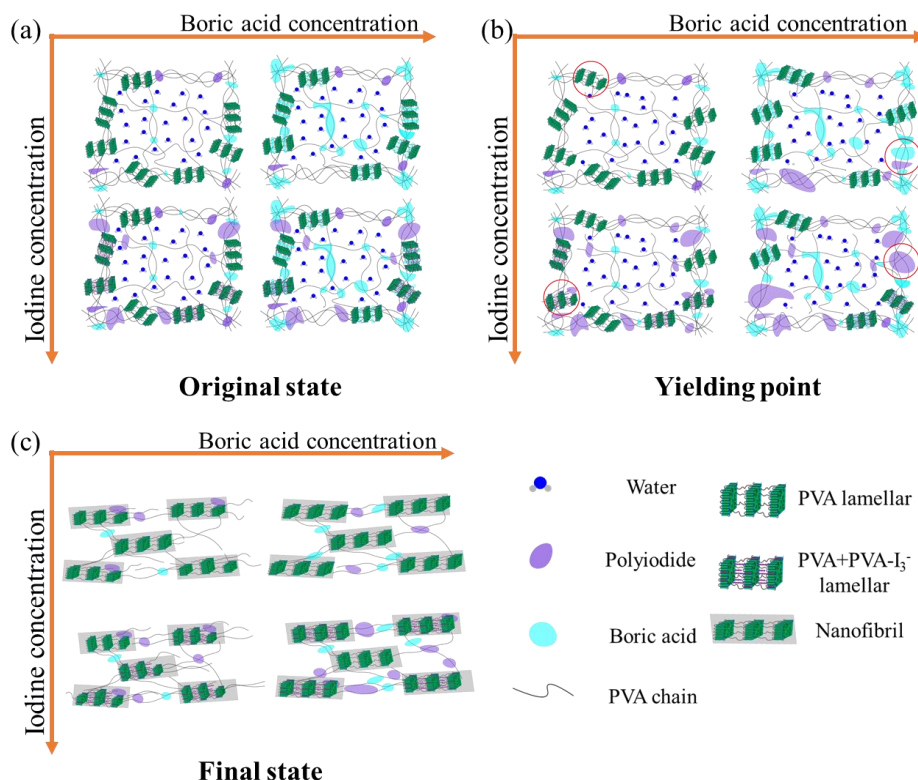 (a)
Boric acid concentration
Iodine concentration
Original state
(b)
Boric acid concentration
Iodine concentration
Yielding point
(c)
Boric acid concentration
Iodine concentration
Final state
Water
PVA lamellar
Polyiodide
PVA+PVA-I₃⁻
lamellar
Boric acid
Nanofibril
PVA chain